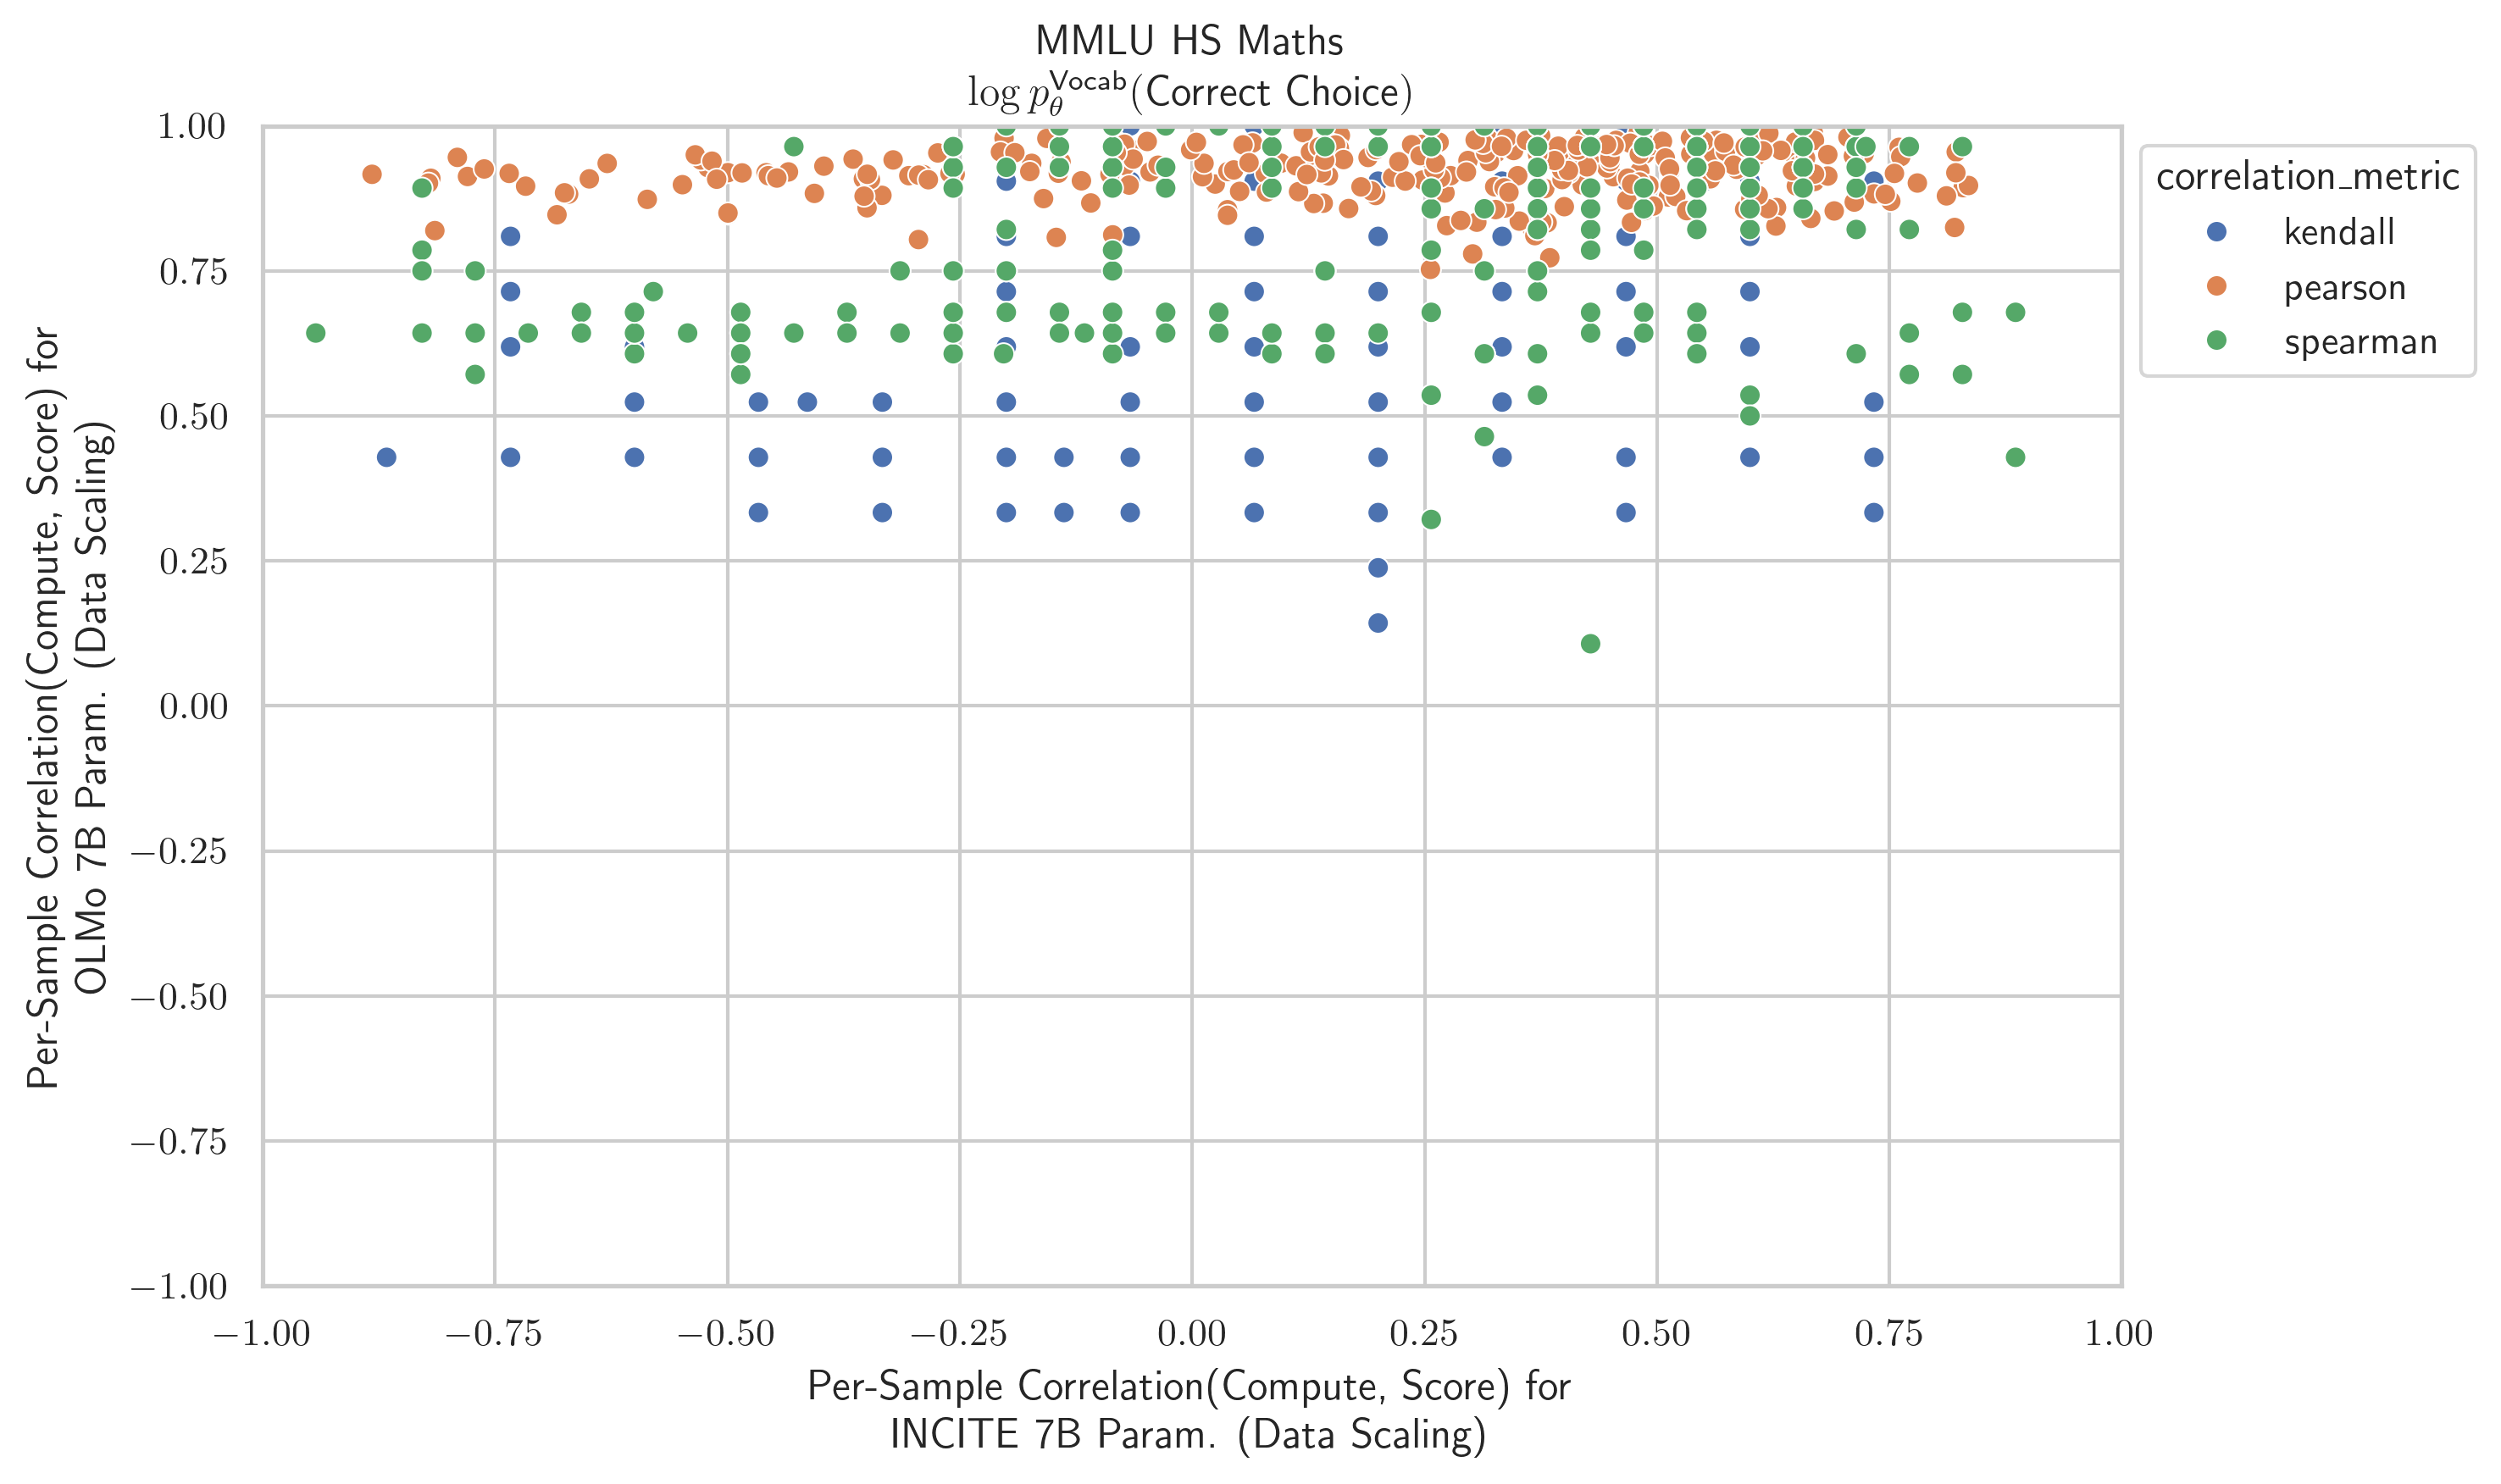 MMLU HS Maths
log p_θ^Vocab(Correct Choice)
1.00
0.75
0.50
0.25
0.00
−0.25
−0.50
−0.75
−1.00
Per-Sample Correlation(Compute, Score) for
OLMo 7B Param. (Data Scaling)
−1.00 −0.75 −0.50 −0.25 0.00 0.25 0.50 0.75 1.00
Per-Sample Correlation(Compute, Score) for
INCITE 7B Param. (Data Scaling)
correlation_metric
kendall
pearson
spearman